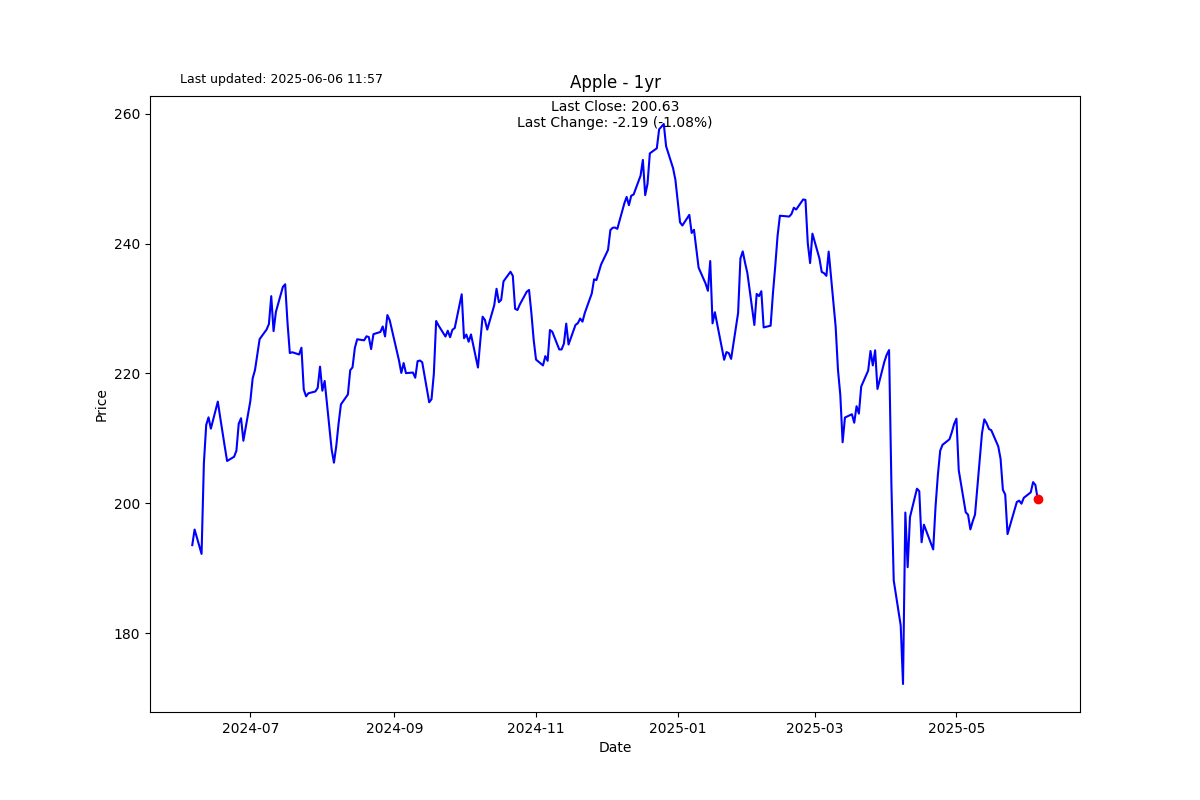 Last updated: 2025-06-06 11:57
Apple - 1yr
Last Close: 200.63
Last Change: -2.19 (-1.08%)
260
240
220
200
180
Price
2024-07
2024-09
2024-11
2025-01
2025-03
2025-05
Date